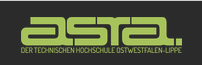 asta.
DER TECHNISCHEN HOCHSCHULE OSTWESTFALEN-LIPPE